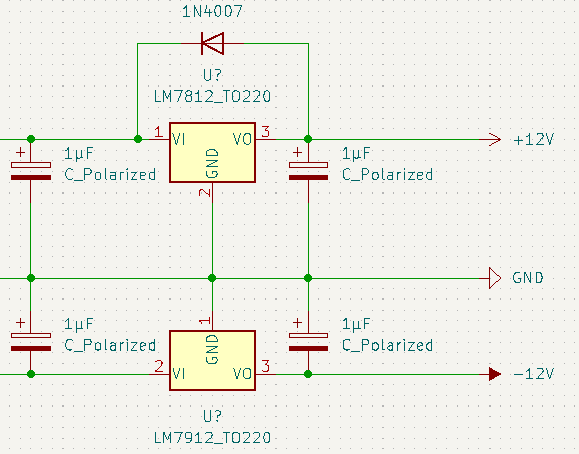 1N4007
U?
LM7812_TO220
1 VI VO 3
GND
2
+ 1µF
C_Polarized
+ 1µF
C_Polarized
+12V
GND
+ 1µF
C_Polarized
1
GND
+ 1µF
C_Polarized
2 VI VO 3
-12V
U?
LM7912_TO220